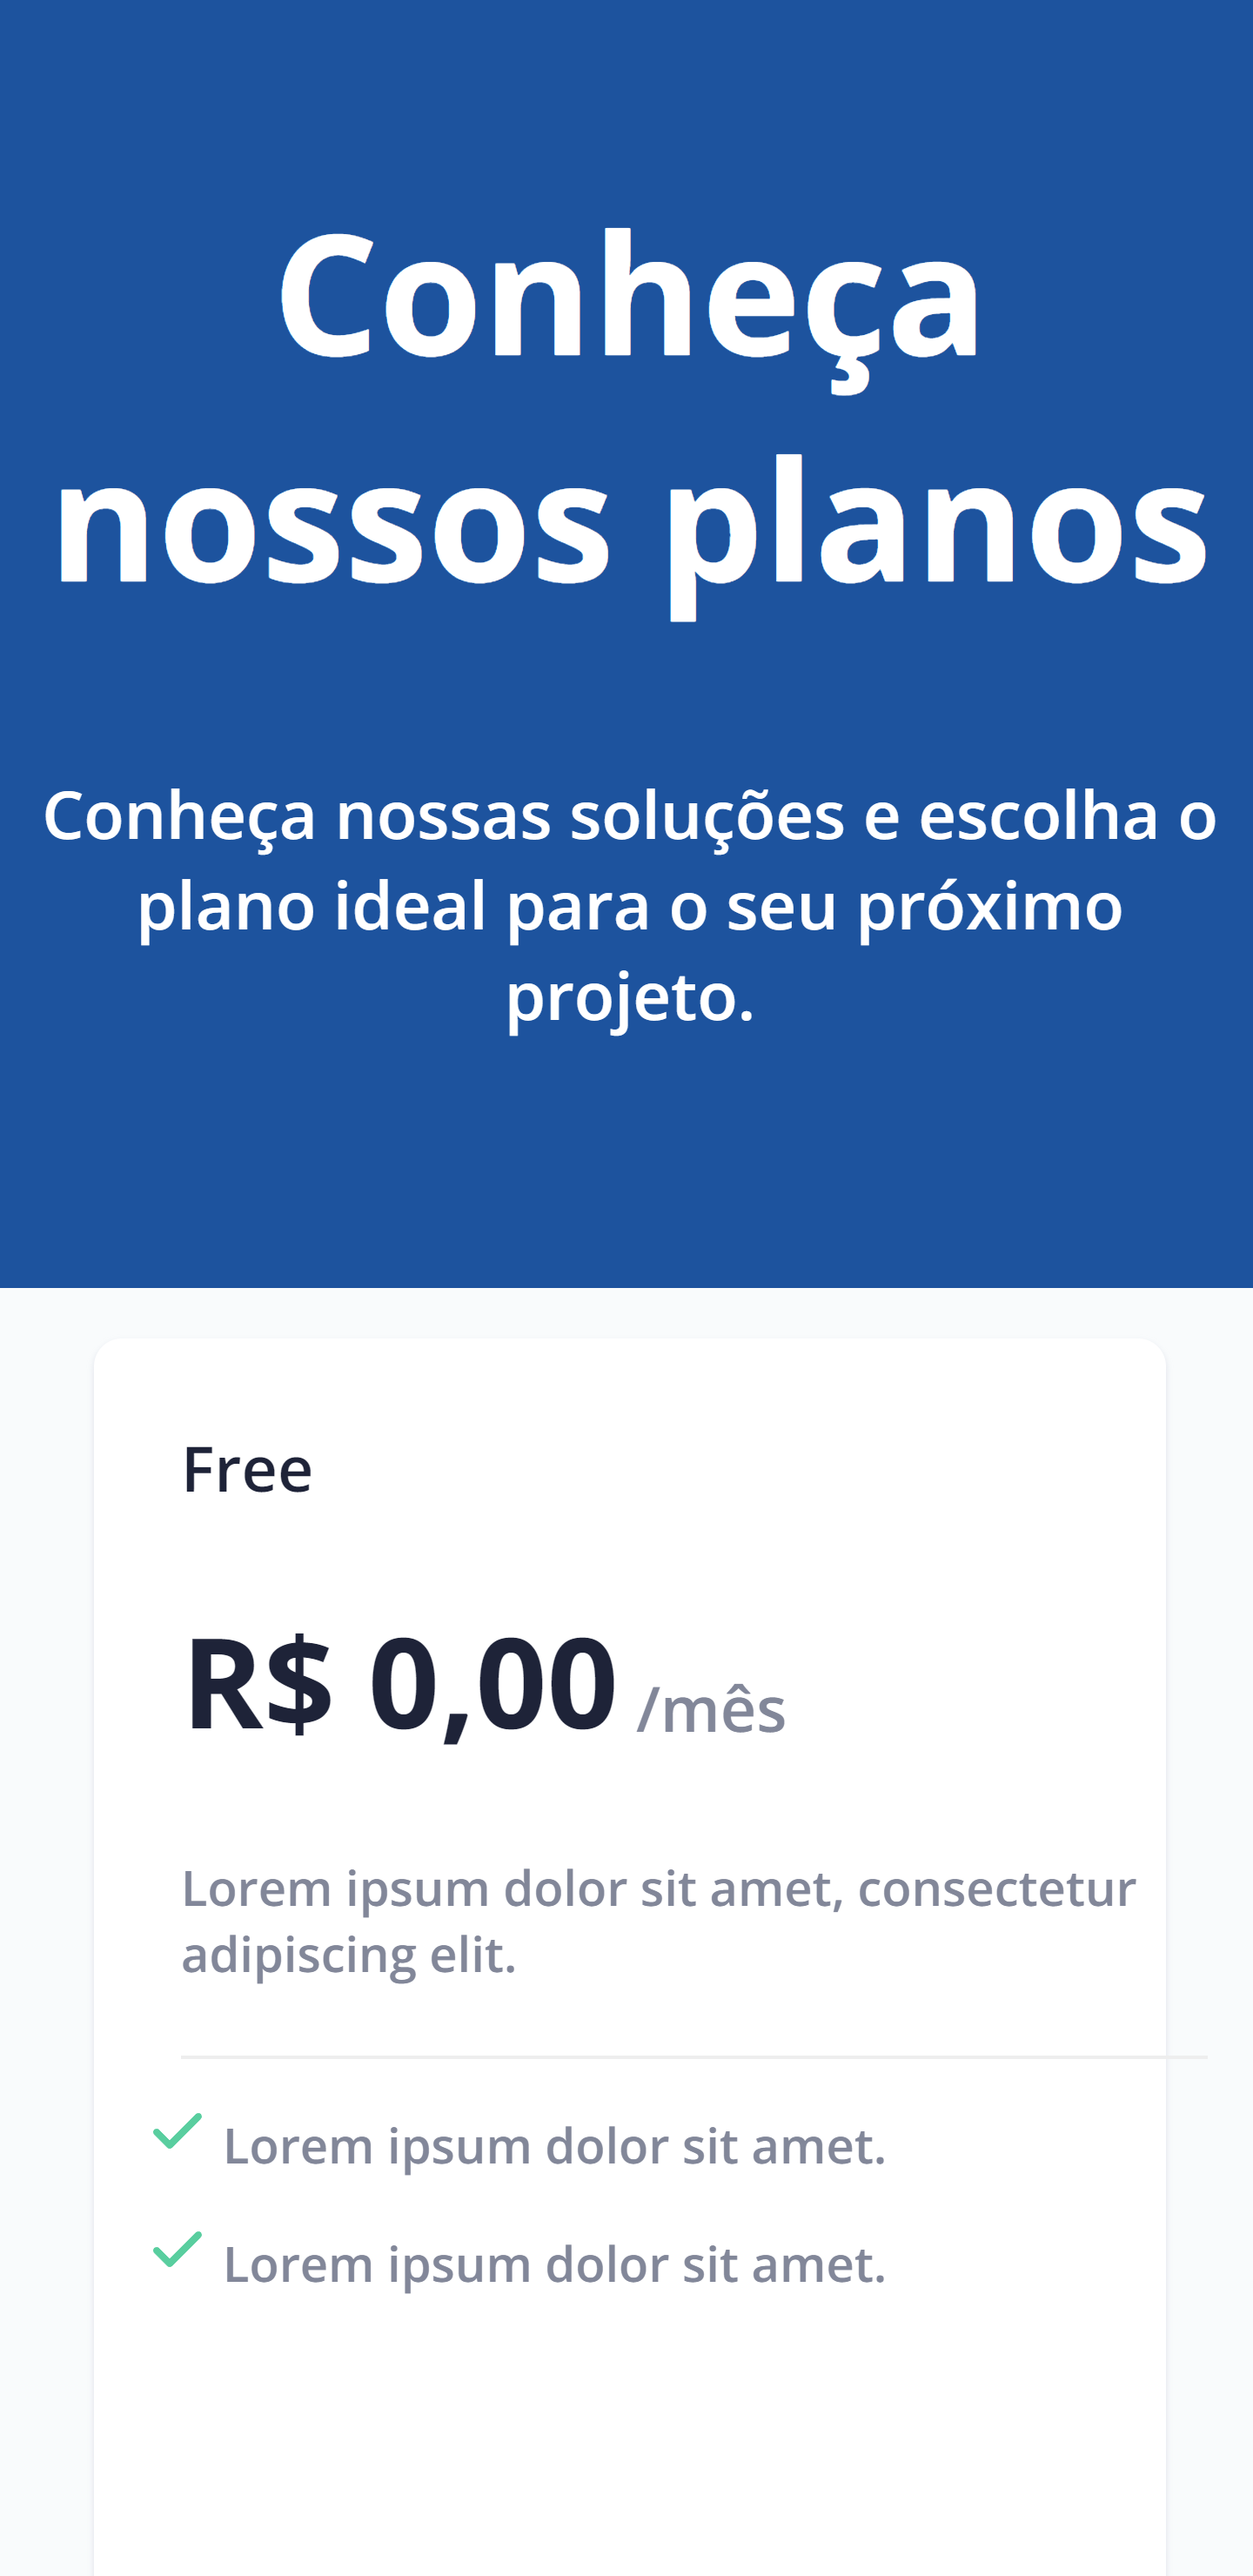 Conheça
nossos planos
Conheça nossas soluções e escolha o
plano ideal para o seu próximo
projeto.
Free
R$ 0,00 /mês
Lorem ipsum dolor sit amet, consectetur
adipiscing elit.
Lorem ipsum dolor sit amet.
Lorem ipsum dolor sit amet.